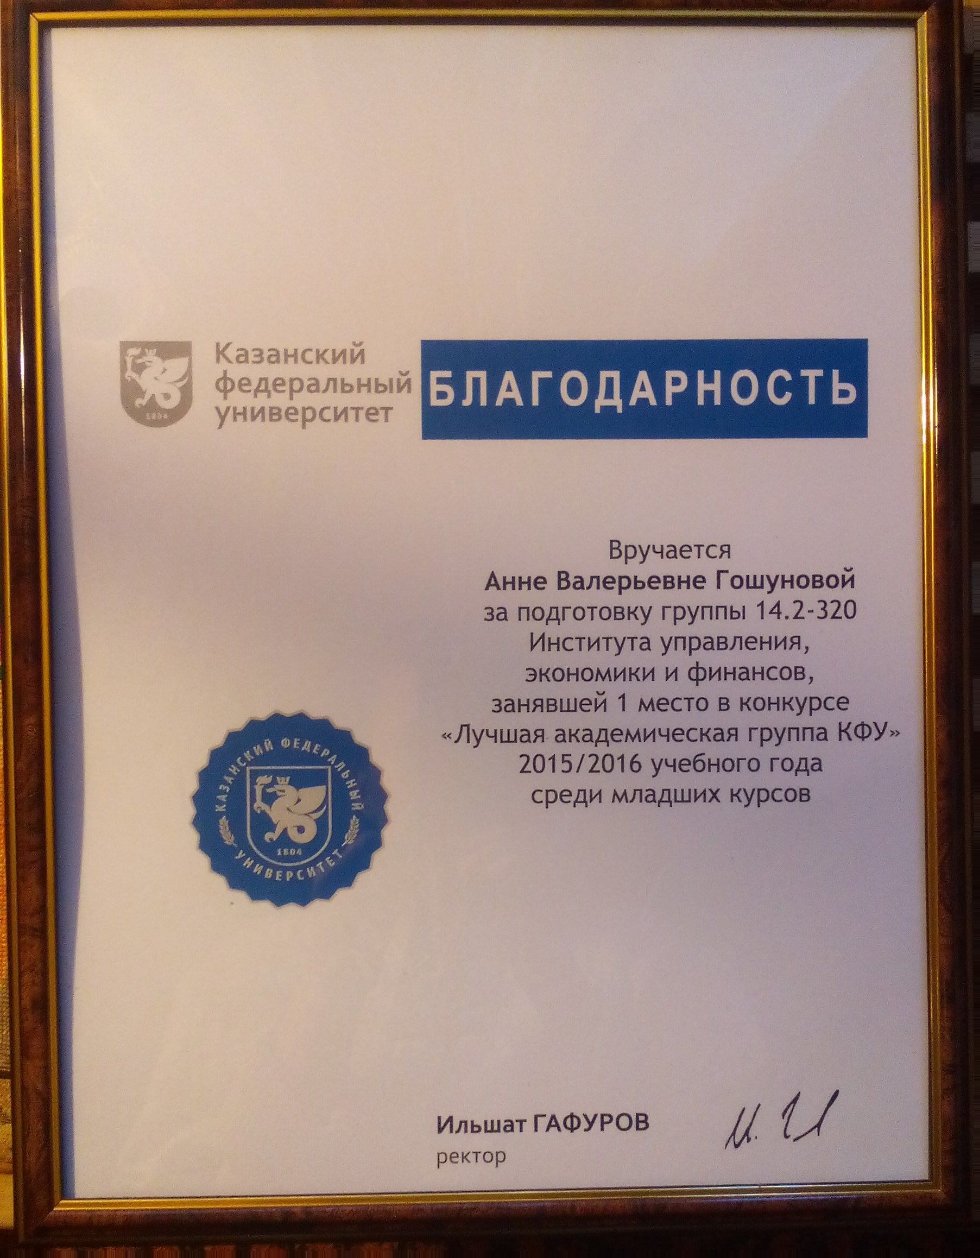 Казанский
федеральный
университет
1804
БЛАГОДАРНОСТЬ
Вручается
Анне Валерьевне Гошуновой
за подготовку группы 14.2-320
Института управления,
экономики и финансов,
занявшей 1 место в конкурсе
«Лучшая академическая группа КФУ»
2015/2016 учебного года
среди младших курсов
КАЗАНСКИЙ ФЕДЕРАЛЬНЫЙ
1804
УНИВЕРСИТЕТ
Ильшат ГАФУРОВ
ректор